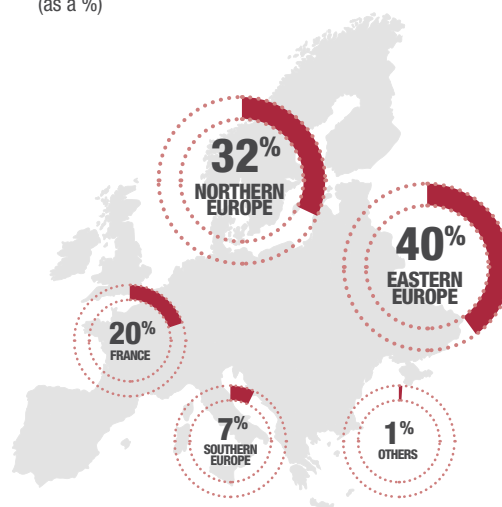 (as a %)
32%
NORTHERN
EUROPE
40%
EASTERN
EUROPE
20%
FRANCE
7%
SOUTHERN
EUROPE
1%
OTHERS